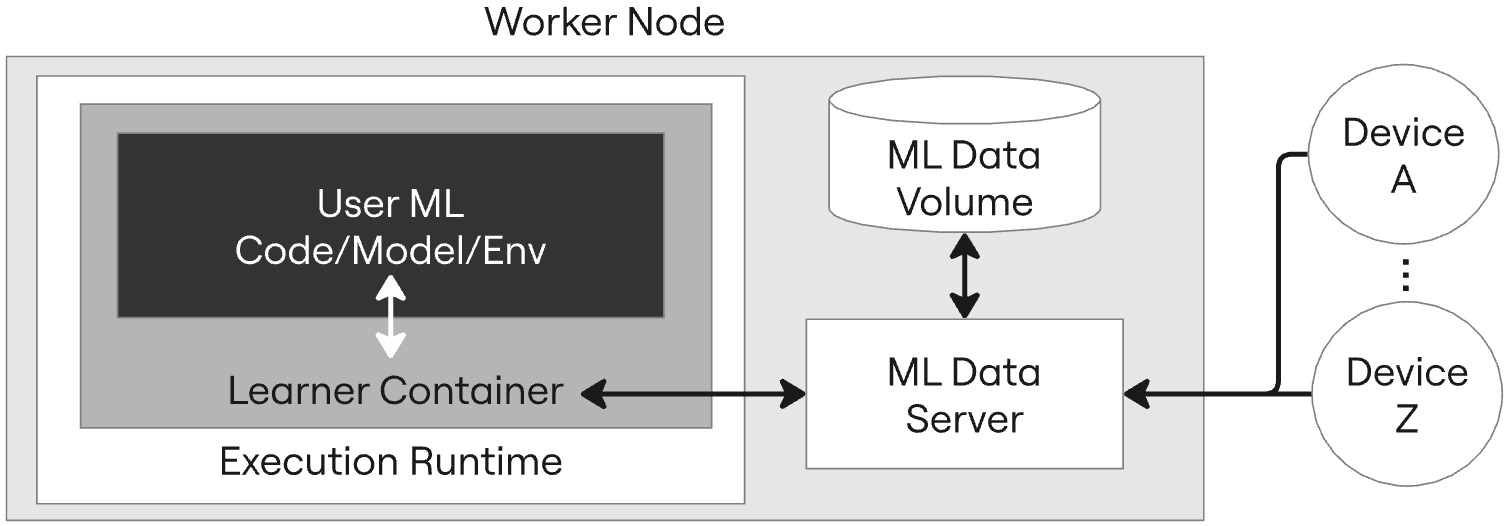 Worker Node
User ML
Code/Model/Env
Learner Container
Execution Runtime
ML Data
Volume
ML Data
Server
Device
A
Device
Z